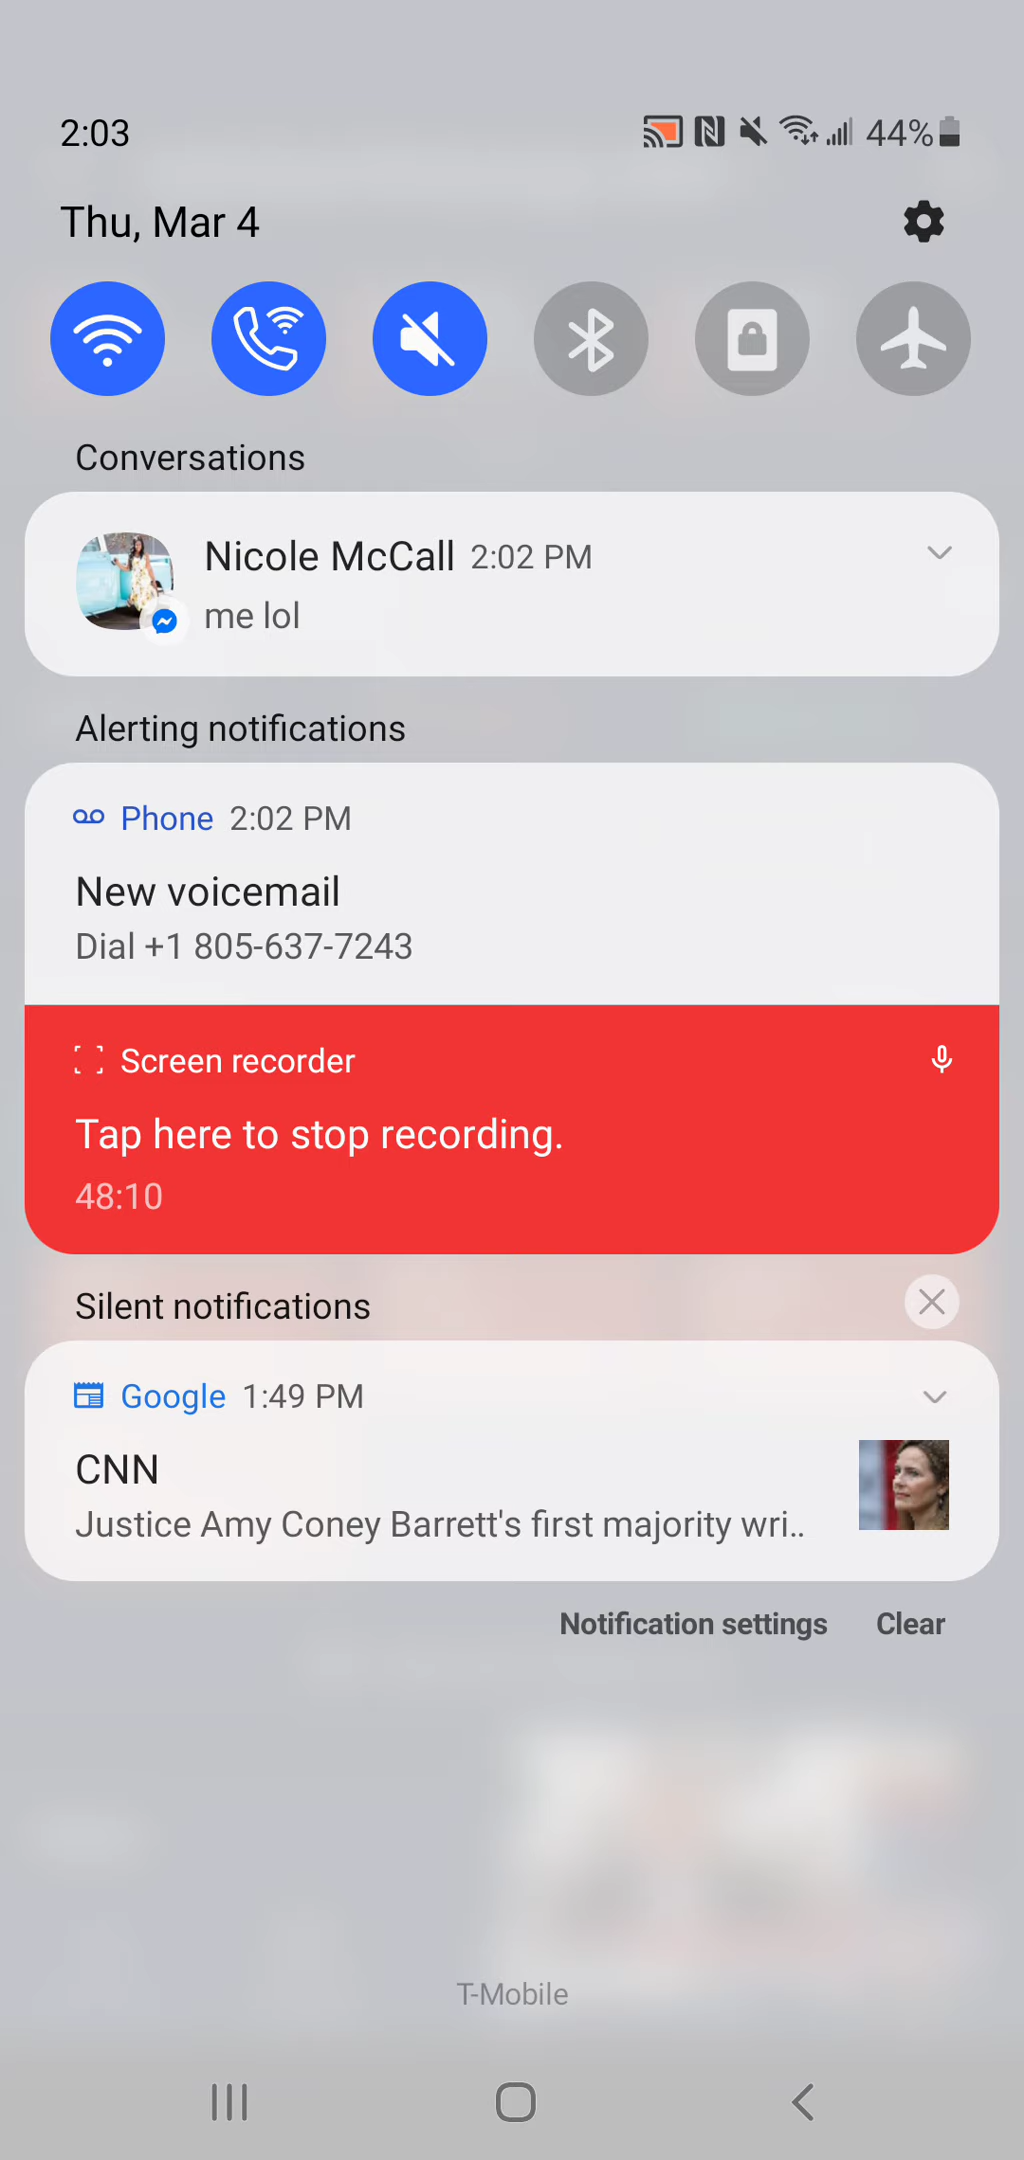 2:03
44%
Thu, Mar 4
Conversations
Nicole McCall 2:02 PM
me lol
Alerting notifications
Phone 2:02 PM
New voicemail
Dial +1 805-637-7243
Screen recorder
Tap here to stop recording.
48:10
Silent notifications
Google 1:49 PM
CNN
Justice Amy Coney Barrett's first majority wri..
Notification settings Clear
T-Mobile